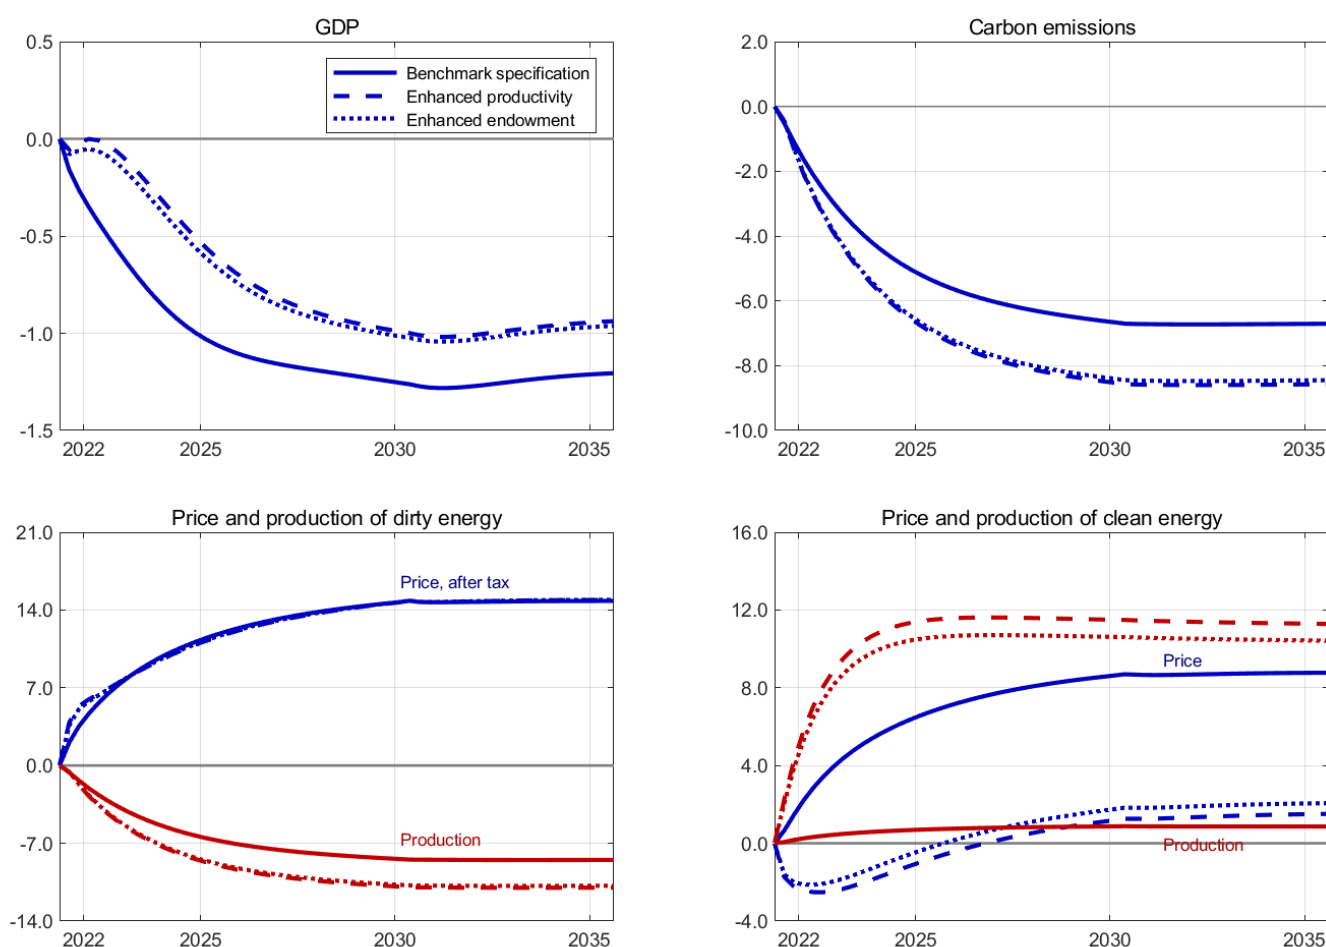 GDP
0.5
0.0
-0.5
-1.0
-1.5
Benchmark specification
Enhanced productivity
Enhanced endowment
2022 2025 2030 2035
Carbon emissions
2.0
0.0
-2.0
-4.0
-6.0
-8.0
-10.0
2022 2025 2030 2035
Price and production of dirty energy
21.0
14.0
7.0
0.0
-7.0
-14.0
Price, after tax
Production
2022 2025 2030 2035
Price and production of clean energy
16.0
12.0
8.0
4.0
0.0
-4.0
Price
Production
2022 2025 2030 2035